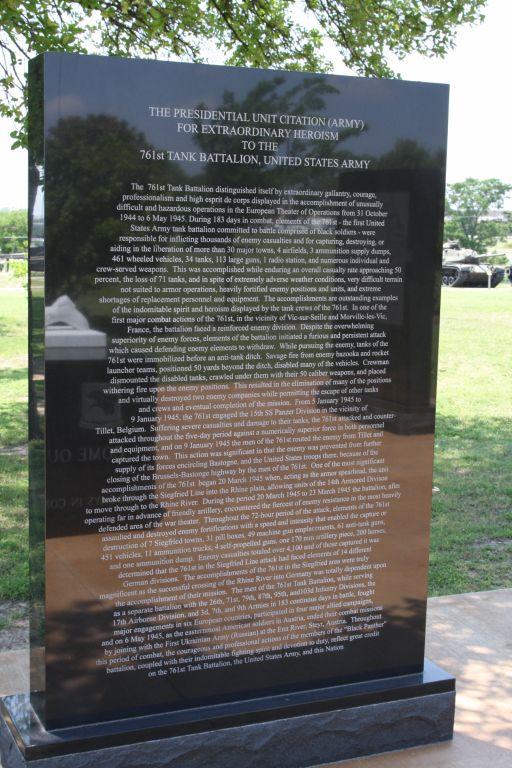 THE PRESIDENTIAL UNIT CITATION (ARMY)
FOR EXTRAORDINARY HEROISM
TO THE
761st TANK BATTALION, UNITED STATES ARMY
The 761st Tank Battalion distinguished itself by extraordinary gallantry, courage,
professionalism and high esprit de corps displayed in the accomplishment of unusually
difficult and hazardous operations in the European Theater of Operations from 31 October
1944 to 6 May 1945. During 183 days in combat, elements of the 761st - the first United
States Army tank battalion committed to battle comprised of black soldiers - were
responsible for inflicting thousands of enemy casualties and for capturing, destroying, or
aiding in the liberation of more than 30 major towns, 4 airfields, 3 ammunition supply dumps,
461 wheeled vehicles, 34 tanks, 113 large guns, 1 radio station, and numerous individual and
crew-served weapons. This was accomplished while enduring an overall casualty rate approaching 50
percent, the loss of 71 tanks, and in spite of extremely adverse weather conditions, very difficult terrain
not suited to armor operations, heavily fortified enemy positions and units, and extreme
shortages of replacement personnel and equipment. The accomplishments are outstanding examples
of the indomitable spirit and heroism displayed by the tank crews of the 761st. In one of the
first major combat actions of the 761st, in the vicinity of Vic-sur-Seille and Morville-les-Vic,
France, the battalion faced a reinforced enemy division. Despite the overwhelming
superiority of enemy forces, elements of the battalion initiated a furious and persistent attack
which caused defending enemy elements to withdraw. While pursuing the enemy, tanks of the
761st were immobilized before an anti-tank ditch. Savage fire from enemy bazooka and rocket
launcher teams, positioned 50 yards beyond the ditch, disabled many of the vehicles. Crewman
dismounted the disabled tanks, crawled under them with their 50 caliber weapons, and placed
withering fire upon the enemy positions. This resulted in the elimination of many of the positions
and virtually destroyed two enemy companies while permitting the escape of other tanks
and crews and eventual completion of the mission. From 5 January 1945 to
9 January 1945, the 761st engaged the 15th SS Panzer Division in the vicinity of
Tillet, Belgium. Suffering severe casualties and damage to their tanks, the 761st attacked and counter-
attacked throughout the five-day period against a numerically superior force in both personnel
and equipment, and on 9 January 1945 the men of the 761st routed the enemy from Tillet and
captured the town. This action was significant in that the enemy was prevented from further
supply of its forces encircling Bastogne, and the United States troops there, because of the
closing of the Brussels-Bastonge highway by the men of the 761st. One of the most significant
accomplishments of the 761st began 20 March 1945 when, acting as the armor spearhead, the unit
broke through the Siegfried Line into the Rhine plain, allowing units of the 14th Armored Division
to move through to the Rhine River. During the period 20 March 1945 to 23 March 1945 the battalion, after
operating far in advance of friendly artillery, encountered the fiercest of enemy resistance in the most heavily
defended area of the war theater. Throughout the 72-hour period of the attack, elements of the 761st
assaulted and destroyed enemy fortifications with a speed and intensity that enabled the capture or
destruction of 7 Siegfried towns, 31 pill boxes, 49 machine gun emplacements, 61 anti-tank guns,
451 vehicles, 11 ammunition trucks, 4 self-propelled guns, one 170 mm artillery piece, 200 horses,
and one ammunition dump. Enemy casualties totaled over 4,100 and of those captured it was
determined that the 761st in the Siegfried Line attack had faced elements of 14 different
German divisions. The accomplishments of the 761st in the Siegfried area were truly
magnificent as the successful crossing of the Rhine River into Germany was totally dependent upon
the accomplishment of their mission. The men of the 761st Tank Battalion, while serving
as a separate battalion with the 26th, 71st, 79th, 87th, 95th, and 103d Infantry Divisions, the
17th Airborne Division, and 3d, 7th, and 9th Armies in 183 continuous days in battle, fought
major engagements in six European countries, participated in four major allied campaigns,
and on 6 May 1945, as the easternmost American soldiers in Austria, ended their combat missions
by joining with the First Ukrainian Army (Russian) at the Enn River, Steyr, Austria. Throughout
this period of combat, the courageous and professional actions of the members of the "Black Panther"
battalion, coupled with their indomitable fighting spirit and devotion to duty, reflect great credit
on the 761st Tank Battalion, the United States Army, and this Nation